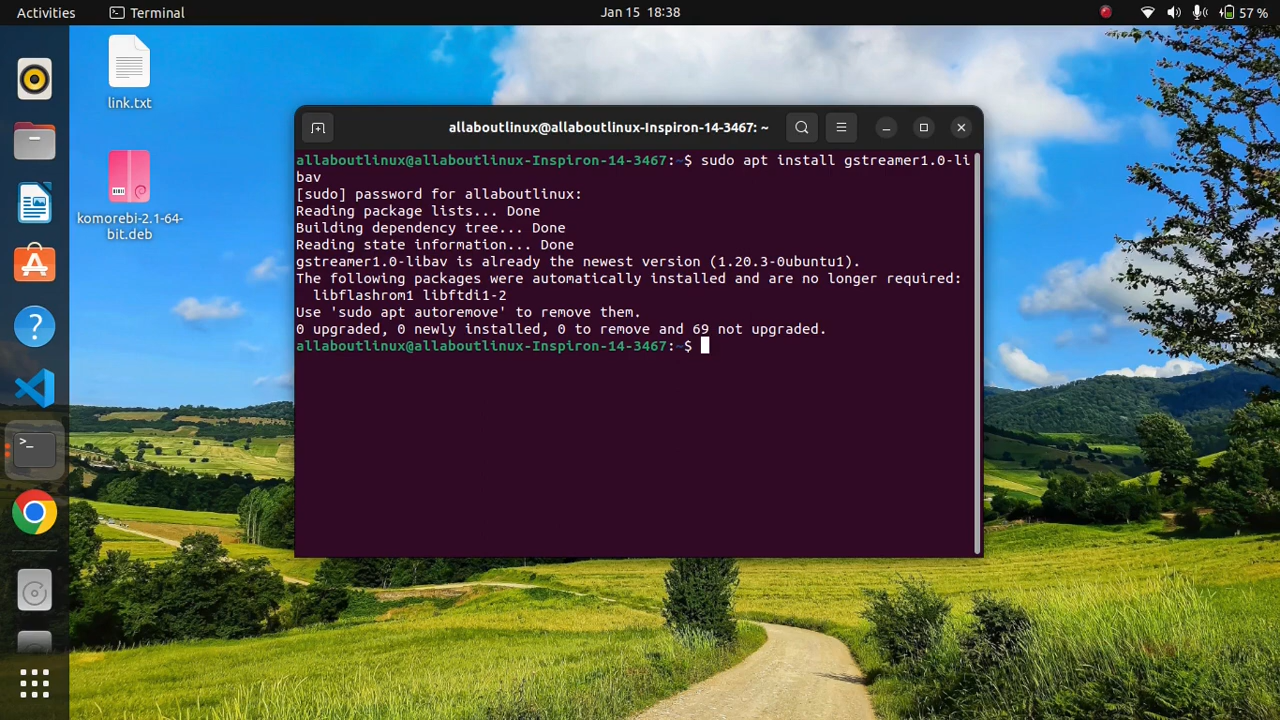 Activities
Terminal
Jan 15 18:38
57 %
link.txt
komorebi-2.1-64-
bit.deb
allaboutlinux@allaboutlinux-Inspiron-14-3467: ~
allaboutlinux@allaboutlinux-Inspiron-14-3467:~$ sudo apt install gstreamer1.0-li
bav
[sudo] password for allaboutlinux:
Reading package lists... Done
Building dependency tree... Done
Reading state information... Done
gstreamer1.0-libav is already the newest version (1.20.3-0ubuntu1).
The following packages were automatically installed and are no longer required:
  libflashrom1 libftdi1-2
Use 'sudo apt autoremove' to remove them.
0 upgraded, 0 newly installed, 0 to remove and 69 not upgraded.
allaboutlinux@allaboutlinux-Inspiron-14-3467:~$